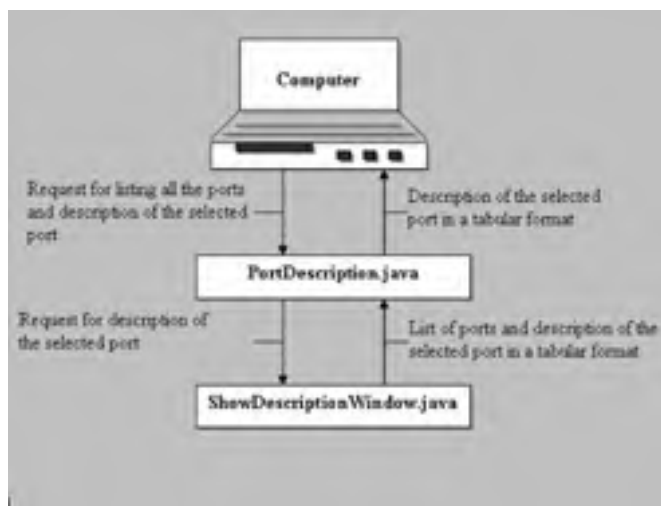 Computer
Request for listing all the ports
and description of the selected
port
Description of the selected
port in a tabular format
PortDescription.java
Request for description of
the selected port
List of ports and description of the
selected port in a tabular format
ShowDescriptionWindow.java